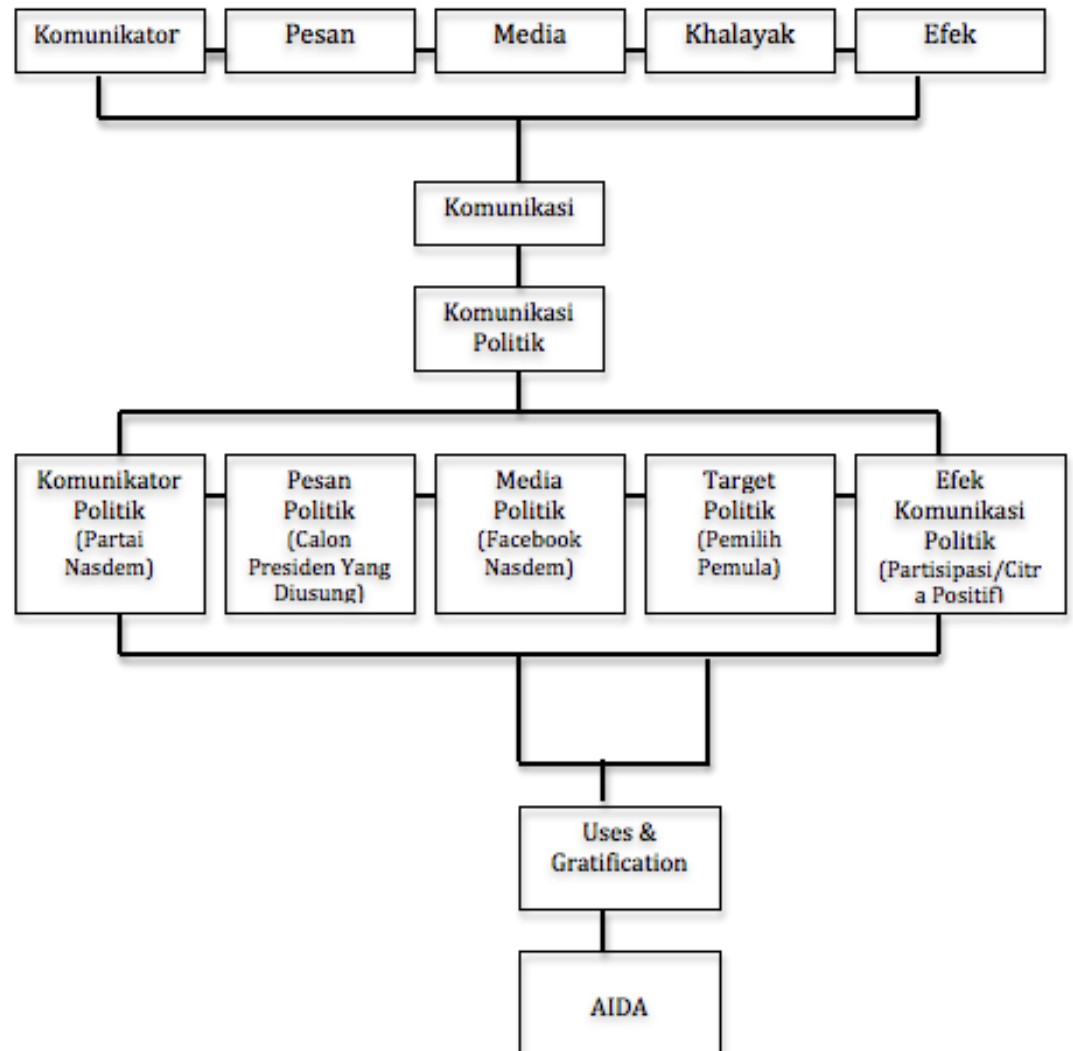 Komunikator
Pesan
Media
Khalayak
Efek
Komunikasi
Komunikasi
Politik
Komunikator
Politik
(Partai
Nasdem)
Pesan
Politik
(Calon
Presiden Yang
Diusung)
Media
Politik
(Facebook
Nasdem)
Target
Politik
(Pemilih
Pemula)
Efek
Komunikasi
Politik
(Partisipasi/Citr
a Positif)
Uses &
Gratification
AIDA